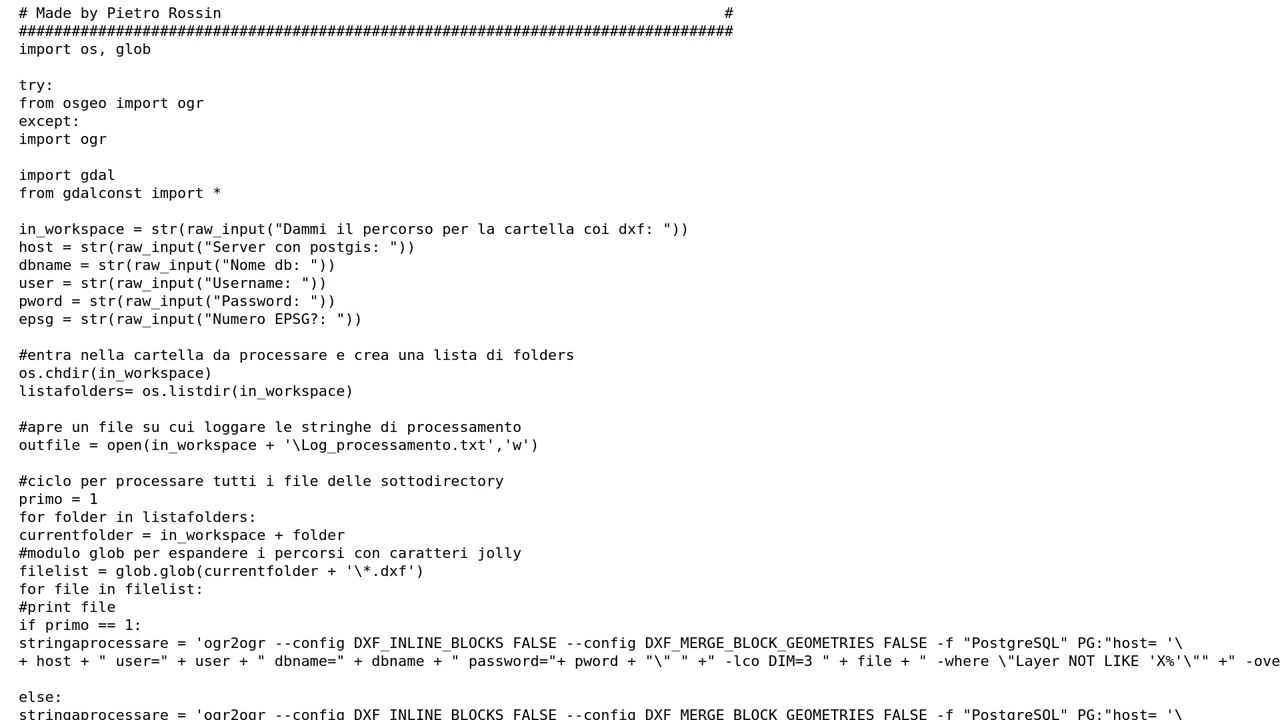 # Made by Pietro Rossin #
#################################################################################
import os, glob
try:
from osgeo import ogr
except:
import ogr
import gdal
from gdalconst import *
in_workspace = str(raw_input("Dammi il percorso per la cartella coi dxf: "))
host = str(raw_input("Server con postgis: "))
dbname = str(raw_input("Nome db: "))
user = str(raw_input("Username: "))
pword = str(raw_input("Password: "))
epsg = str(raw_input("Numero EPSG?: "))
#entra nella cartella da processare e crea una lista di folders
os.chdir(in_workspace)
listafolders= os.listdir(in_workspace)
#apre un file su cui loggare le stringhe di processamento
outfile = open(in_workspace + '\Log_processamento.txt','w')
#ciclo per processare tutti i file delle sottodirectory
primo = 1
for folder in listafolders:
currentfolder = in_workspace + folder
#modulo glob per espandere i percorsi con caratteri jolly
filelist = glob.glob(currentfolder + '\*.dxf')
for file in filelist:
#print file
if primo == 1:
stringaprocessare = 'ogr2ogr --config DXF_INLINE_BLOCKS FALSE --config DXF_MERGE_BLOCK_GEOMETRIES FALSE -f "PostgreSQL" PG:"host= '\
+ host + " user=" + user + " dbname=" + dbname + " password="+ pword + "\" " +" -lco DIM=3 " + file + " -where \"Layer NOT LIKE 'X%'\"" +" -ove
else:
stringaprocessare = 'ogr2ogr --config DXF_INLINE_BLOCKS FALSE --config DXF_MERGE_BLOCK_GEOMETRIES FALSE -f "PostgreSQL" PG:"host= '\